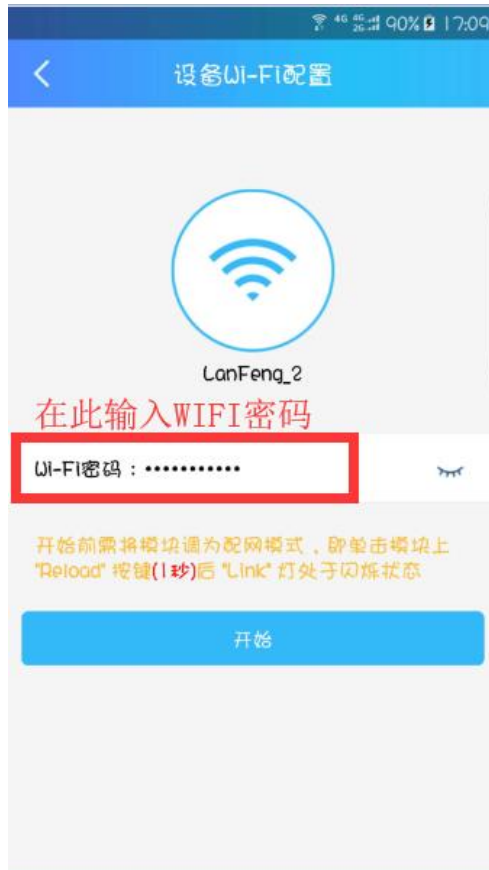 4G 4G 2G 90% 17:09
设备Wi-Fi配置
LanFeng_2
在此输入WIFI密码
Wi-Fi密码：•••••••••••
开始前需将模块调为配网模式，即单击模块上
"Reload" 按键(1秒)后 "Link" 灯处于闪烁状态
开始